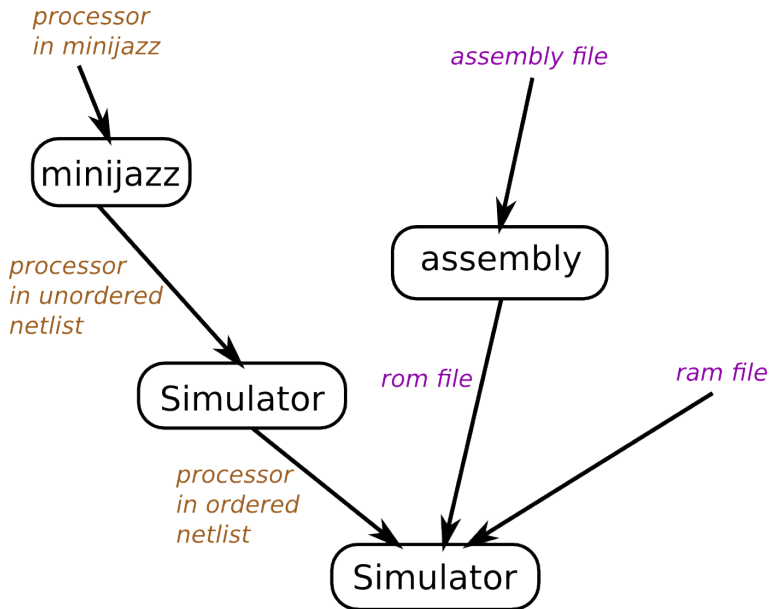 processor
in minijazz
assembly file
minijazz
assembly
processor
in unordered
netlist
rom file
ram file
Simulator
processor
in ordered
netlist
Simulator